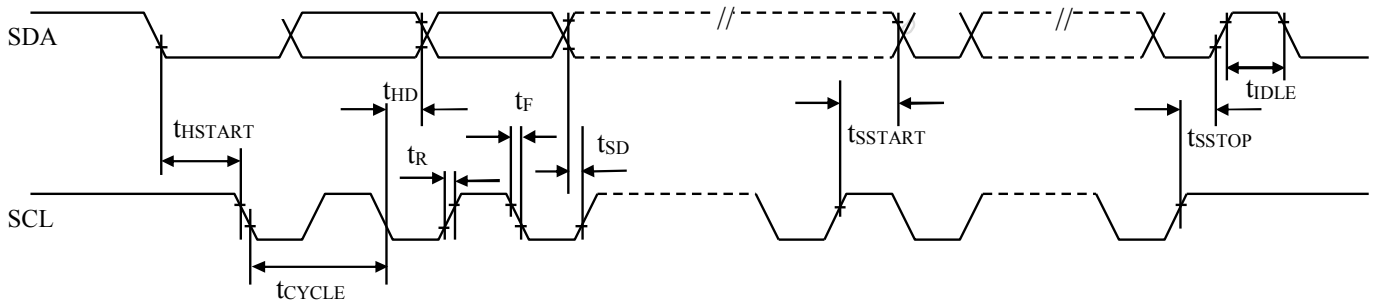 SDA
tHD
tF
tIDLE
tHSTART
tSSTART
tSSTOP
tSD
tR
SCL
tCYCLE